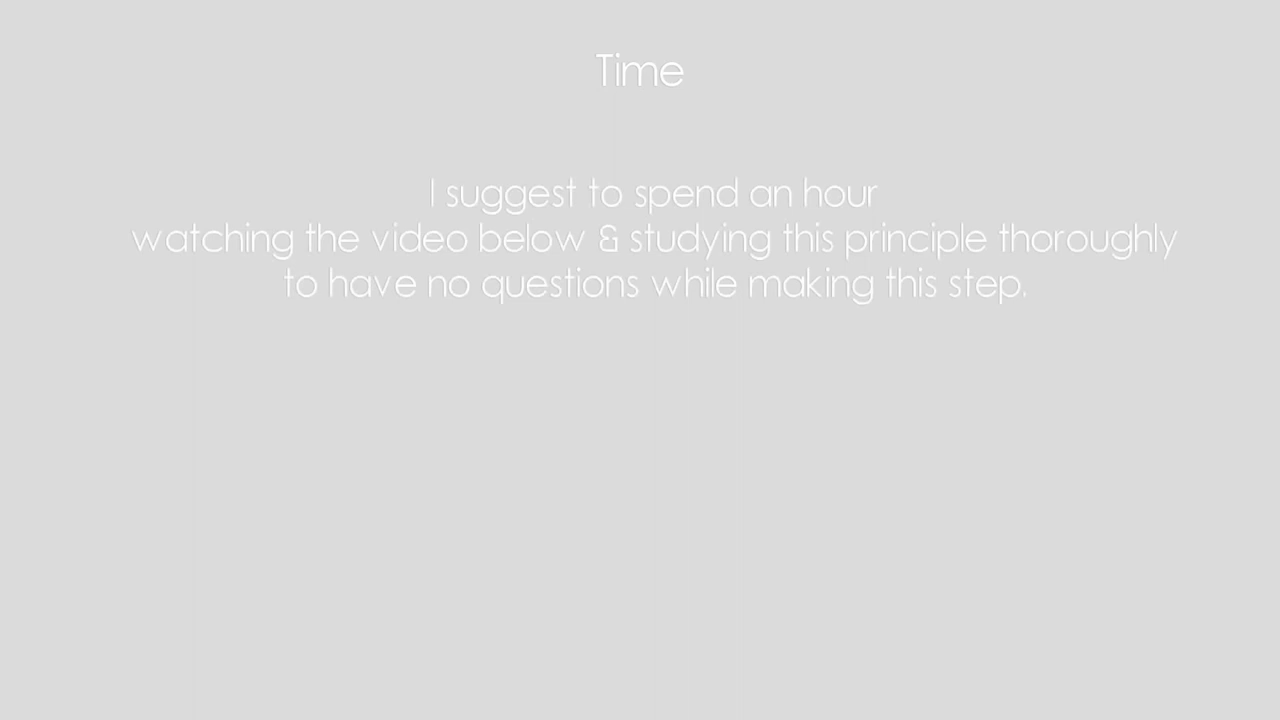 Time
I suggest to spend an hour
watching the video below & studying this principle thoroughly
to have no questions while making this step.